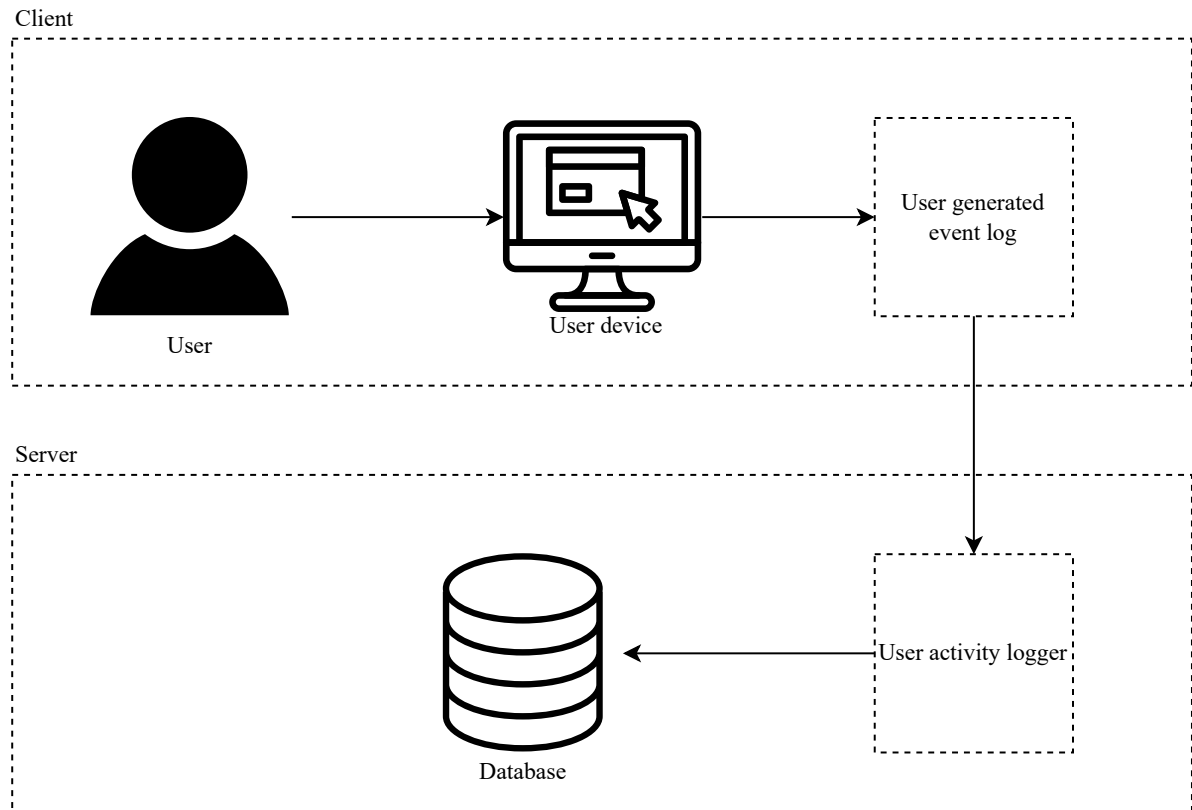 Client
User
User device
User generated
event log
Server
User activity logger
Database